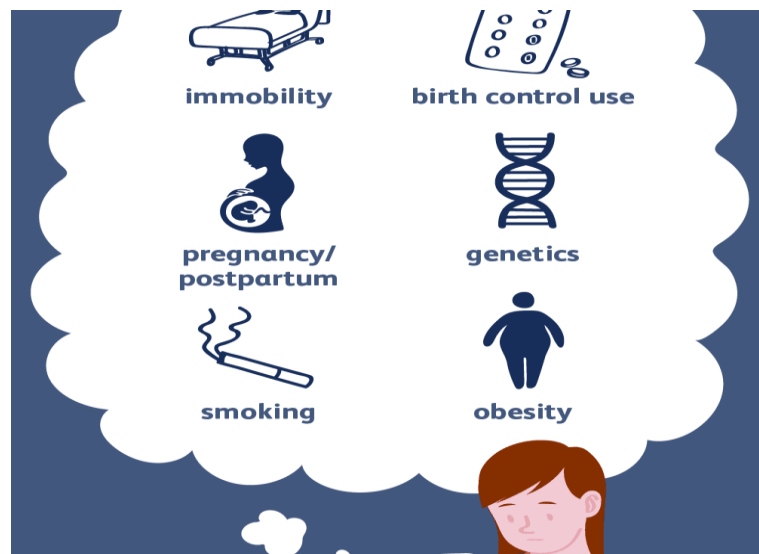 immobility
birth control use
pregnancy/
postpartum
genetics
smoking
obesity